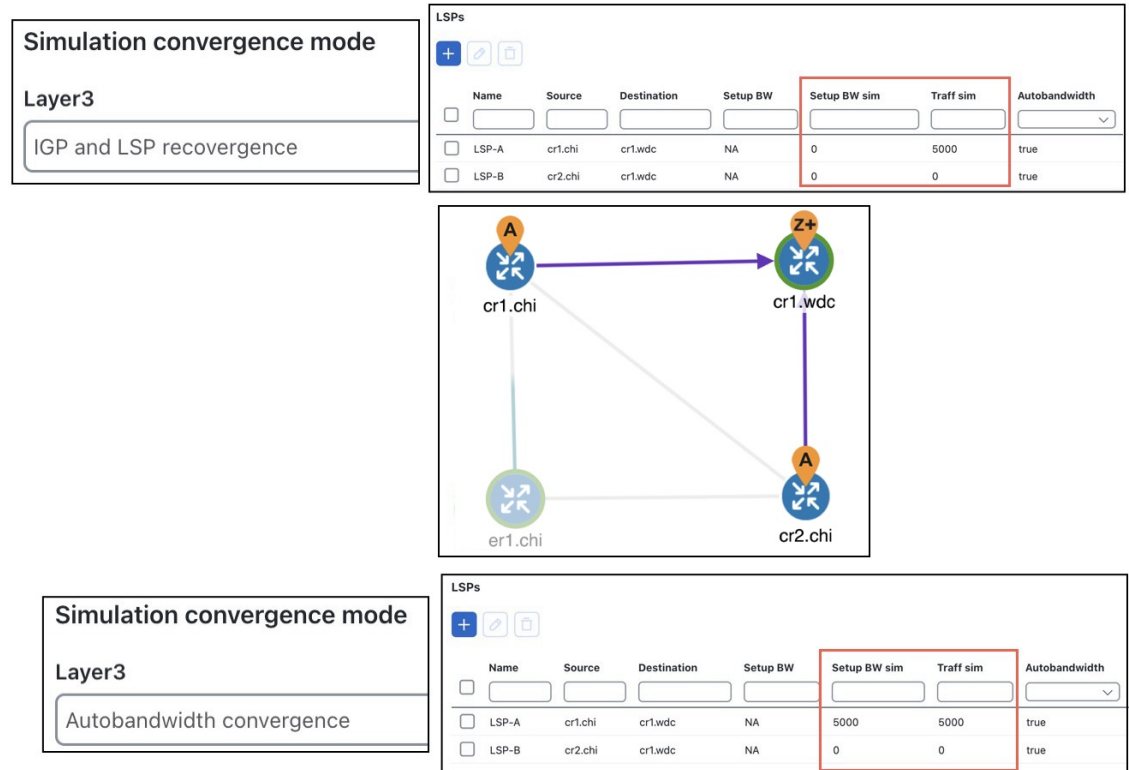 Simulation convergence mode
Layer3
IGP and LSP recovergence
LSPs
Name Source Destination Setup BW Setup BW sim Traff sim Autobandwidth
LSP-A cr1.chi cr1.wdc NA 0 5000 true
LSP-B cr2.chi cr1.wdc NA 0 0 true
A Z+
cr1.chi cr1.wdc
A
er1.chi cr2.chi
Simulation convergence mode
Layer3
Autobandwidth convergence
LSPs
Name Source Destination Setup BW Setup BW sim Traff sim Autobandwidth
LSP-A cr1.chi cr1.wdc NA 5000 5000 true
LSP-B cr2.chi cr1.wdc NA 0 0 true